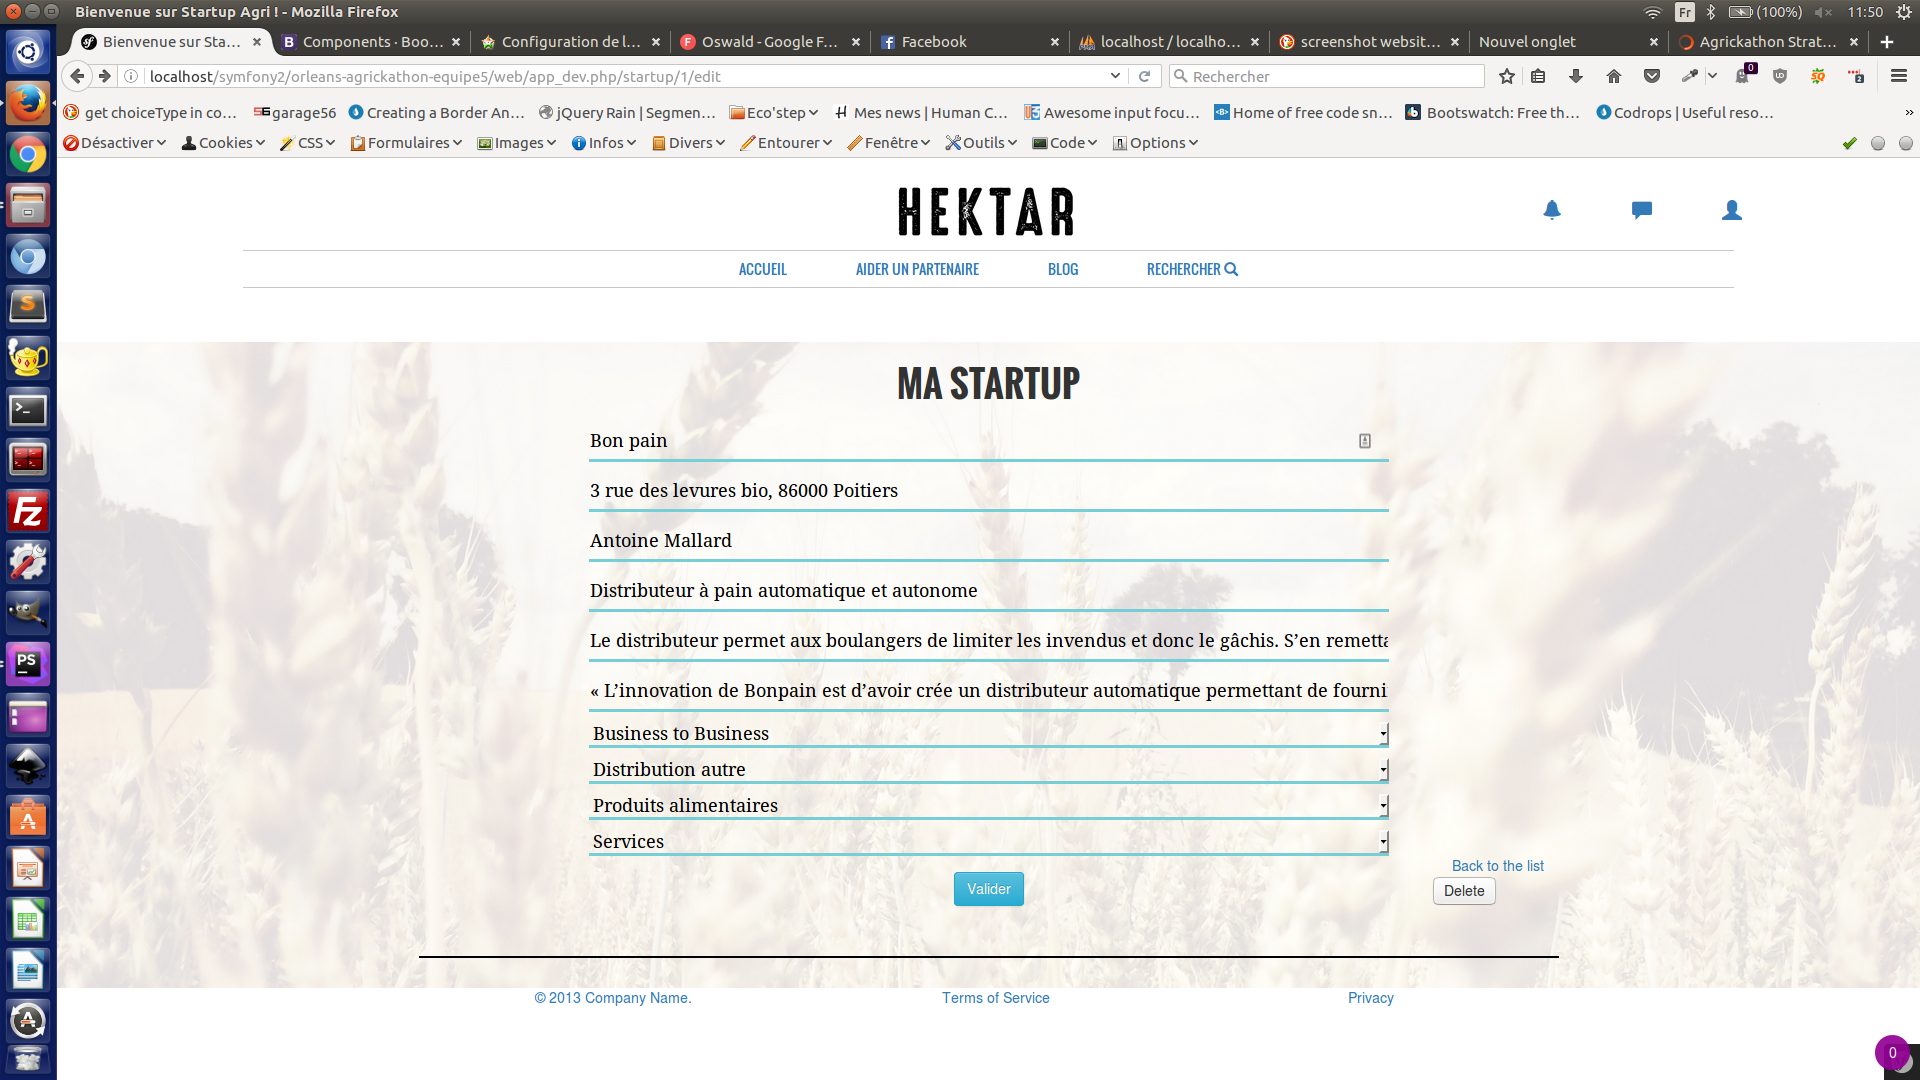 Bienvenue sur Startup Agri ! - Mozilla Firefox
Fr (100%) 11:50
Bienvenue sur Sta... Components · Boo... Configuration de l... Oswald - Google F... Facebook localhost / localho... screenshot websit... Nouvel onglet Agrickathon Strat...
localhost/symfony2/orleans-agrickathon-equipe5/web/app_dev.php/startup/1/edit
Rechercher
0
get choiceType in co... garage56 Creating a Border An... jQuery Rain | Segmen... Eco'step Mes news | Human C... Awesome input focu... Home of free code sn... Bootswatch: Free th... Codrops | Useful reso... »
Désactiver Cookies CSS Formulaires Images Infos Divers Entourer Fenêtre Outils Code Options
HEKTAR
ACCUEIL AIDER UN PARTENAIRE BLOG RECHERCHER
MA STARTUP
Bon pain
3 rue des levures bio, 86000 Poitiers
Antoine Mallard
Distributeur à pain automatique et autonome
Le distributeur permet aux boulangers de limiter les invendus et donc le gâchis. S’en remetta
« L’innovation de Bonpain est d’avoir crée un distributeur automatique permettant de fourni
Business to Business
Distribution autre
Produits alimentaires
Services
Back to the list
Valider
Delete
© 2013 Company Name. Terms of Service Privacy
0